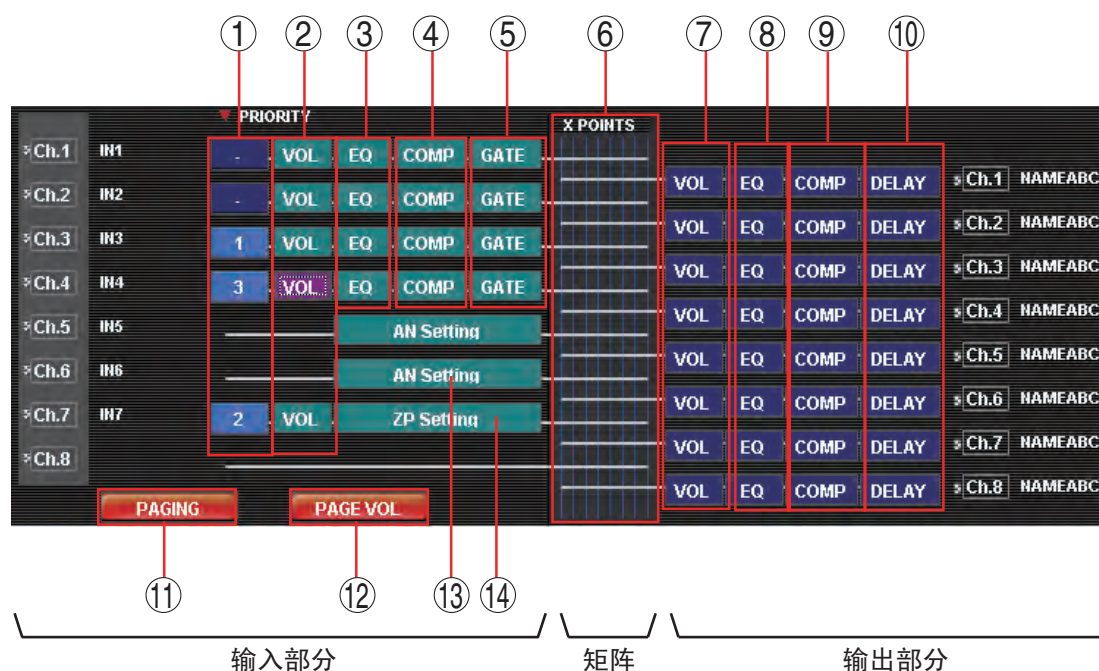 ① ② ③ ④ ⑤ ⑥ ⑦ ⑧ ⑨ ⑩
PRIORITY
X POINTS
Ch.1 IN1 - VOL EQ COMP GATE
VOL EQ COMP DELAY Ch.1 NAMEABC
Ch.2 IN2 - VOL EQ COMP GATE
VOL EQ COMP DELAY Ch.2 NAMEABC
Ch.3 IN3 1 VOL EQ COMP GATE
VOL EQ COMP DELAY Ch.3 NAMEABC
Ch.4 IN4 3 VOL EQ COMP GATE
VOL EQ COMP DELAY Ch.4 NAMEABC
Ch.5 IN5 AN Setting
VOL EQ COMP DELAY Ch.5 NAMEABC
Ch.6 IN6 AN Setting
VOL EQ COMP DELAY Ch.6 NAMEABC
Ch.7 IN7 2 VOL ZP Setting
VOL EQ COMP DELAY Ch.7 NAMEABC
Ch.8
VOL EQ COMP DELAY Ch.8 NAMEABC
PAGING PAGE VOL
⑪ ⑫ ⑬ ⑭
输入部分 矩阵 输出部分